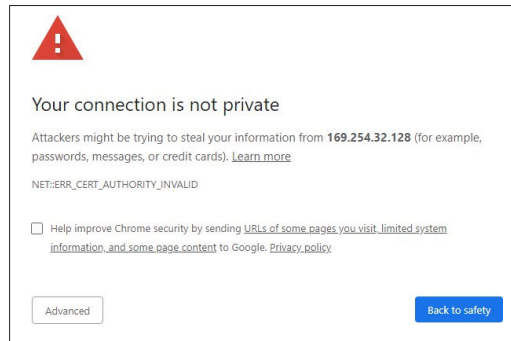 Your connection is not private
Attackers might be trying to steal your information from 169.254.32.128 (for example,
passwords, messages, or credit cards). Learn more
NET::ERR_CERT_AUTHORITY_INVALID
Help improve Chrome security by sending URLs of some pages you visit, limited system
information, and some page content to Google. Privacy policy
Advanced
Back to safety